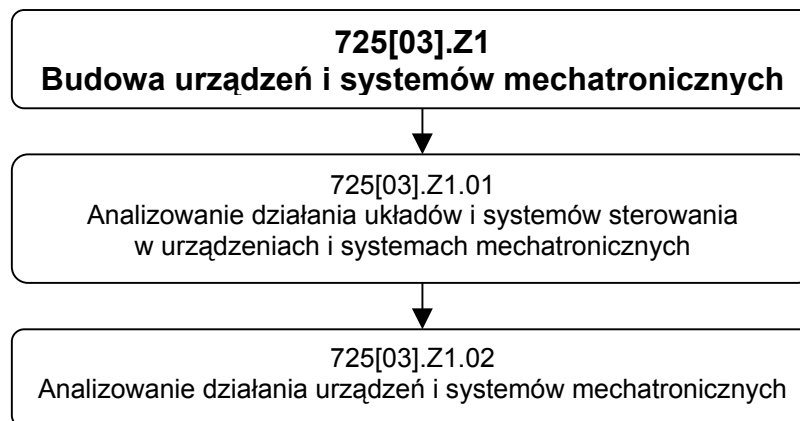 725[03].Z1
Budowa urządzeń i systemów mechatronicznych
725[03].Z1.01
Analizowanie działania układów i systemów sterowania
w urządzeniach i systemach mechatronicznych
725[03].Z1.02
Analizowanie działania urządzeń i systemów mechatronicznych